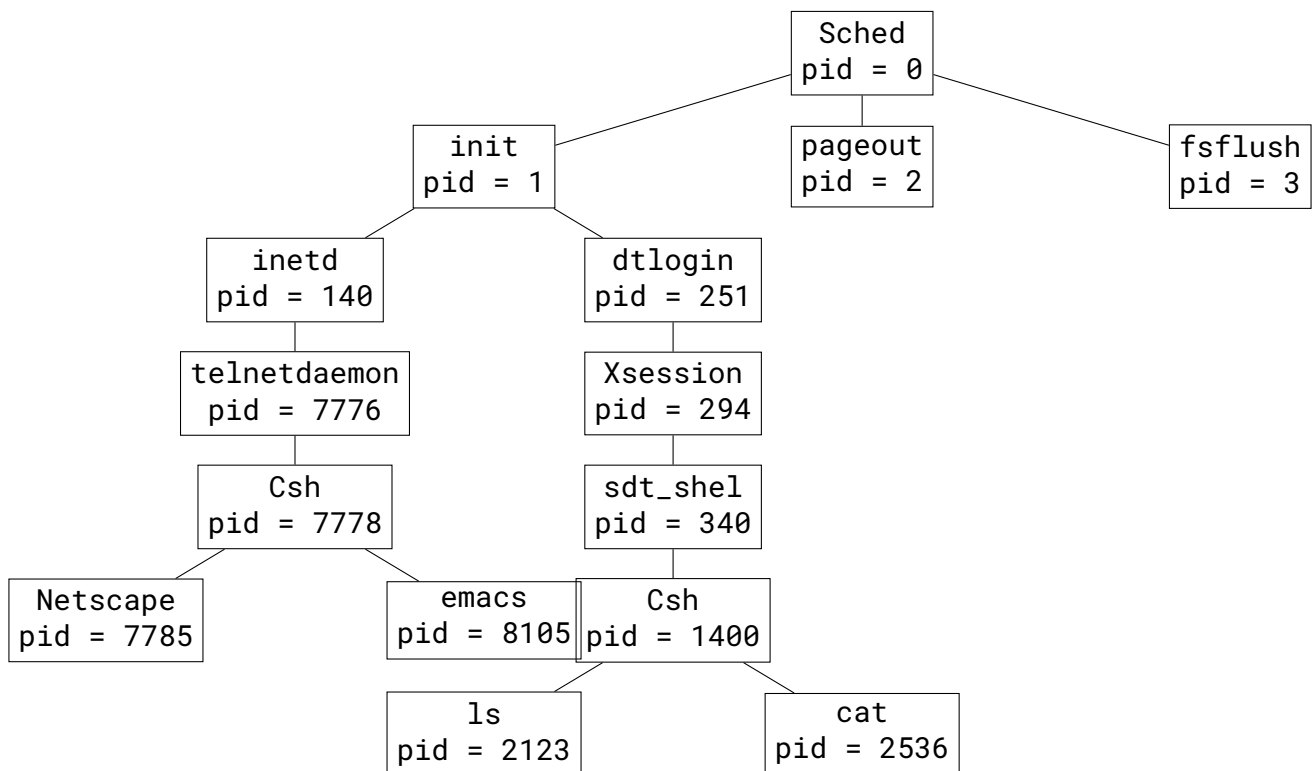 Sched
pid = 0
init
pid = 1
pageout
pid = 2
fsflush
pid = 3
inetd
pid = 140
dtlogin
pid = 251
telnetdaemon
pid = 7776
Xsession
pid = 294
Csh
pid = 7778
sdt_shel
pid = 340
Netscape
pid = 7785
emacs
pid = 8105
Csh
pid = 1400
ls
pid = 2123
cat
pid = 2536